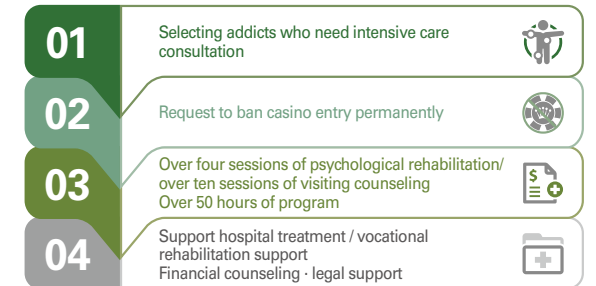 01
Selecting addicts who need intensive care
consultation
02
Request to ban casino entry permanently
03
Over four sessions of psychological rehabilitation/
over ten sessions of visiting counseling
Over 50 hours of program
$
04
Support hospital treatment / vocational
rehabilitation support
Financial counseling · legal support